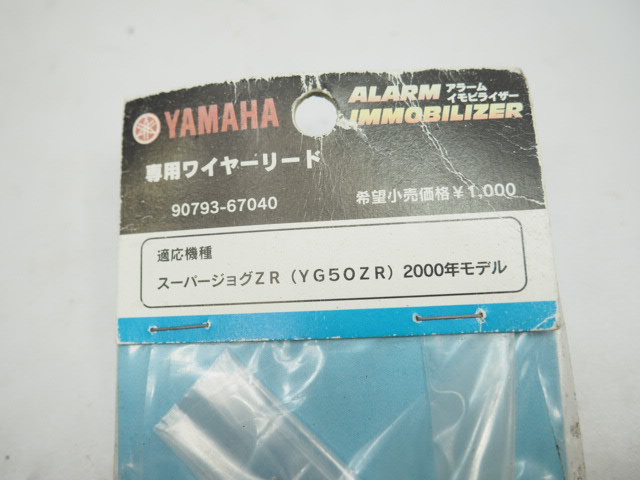 YAMAHA
ALARM アラーム
IMMOBILIZER イモビライザー
専用ワイヤーリード
90793-67040
希望小売価格￥1,000
適応機種
スーパージョグＺＲ（ＹＧ５０ＺＲ）2000年モデル